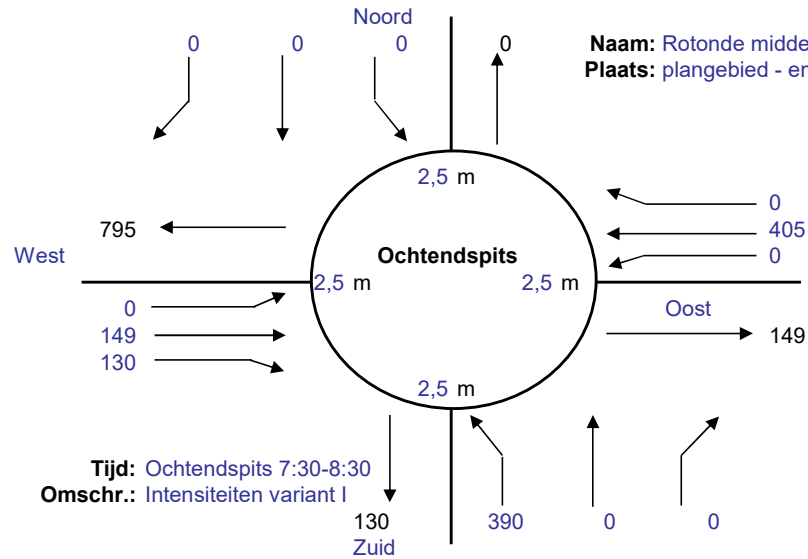 Noord
0 0 0 0
Naam: Rotonde midde
Plaats: plangebied - en
2,5 m
0
405
0
795
West
Ochtendspits
2,5 m
2,5 m
Oost
0
149
130
149
2,5 m
Tijd: Ochtendspits 7:30-8:30
Omschr.: Intensiteiten variant I
130 390 0 0
Zuid